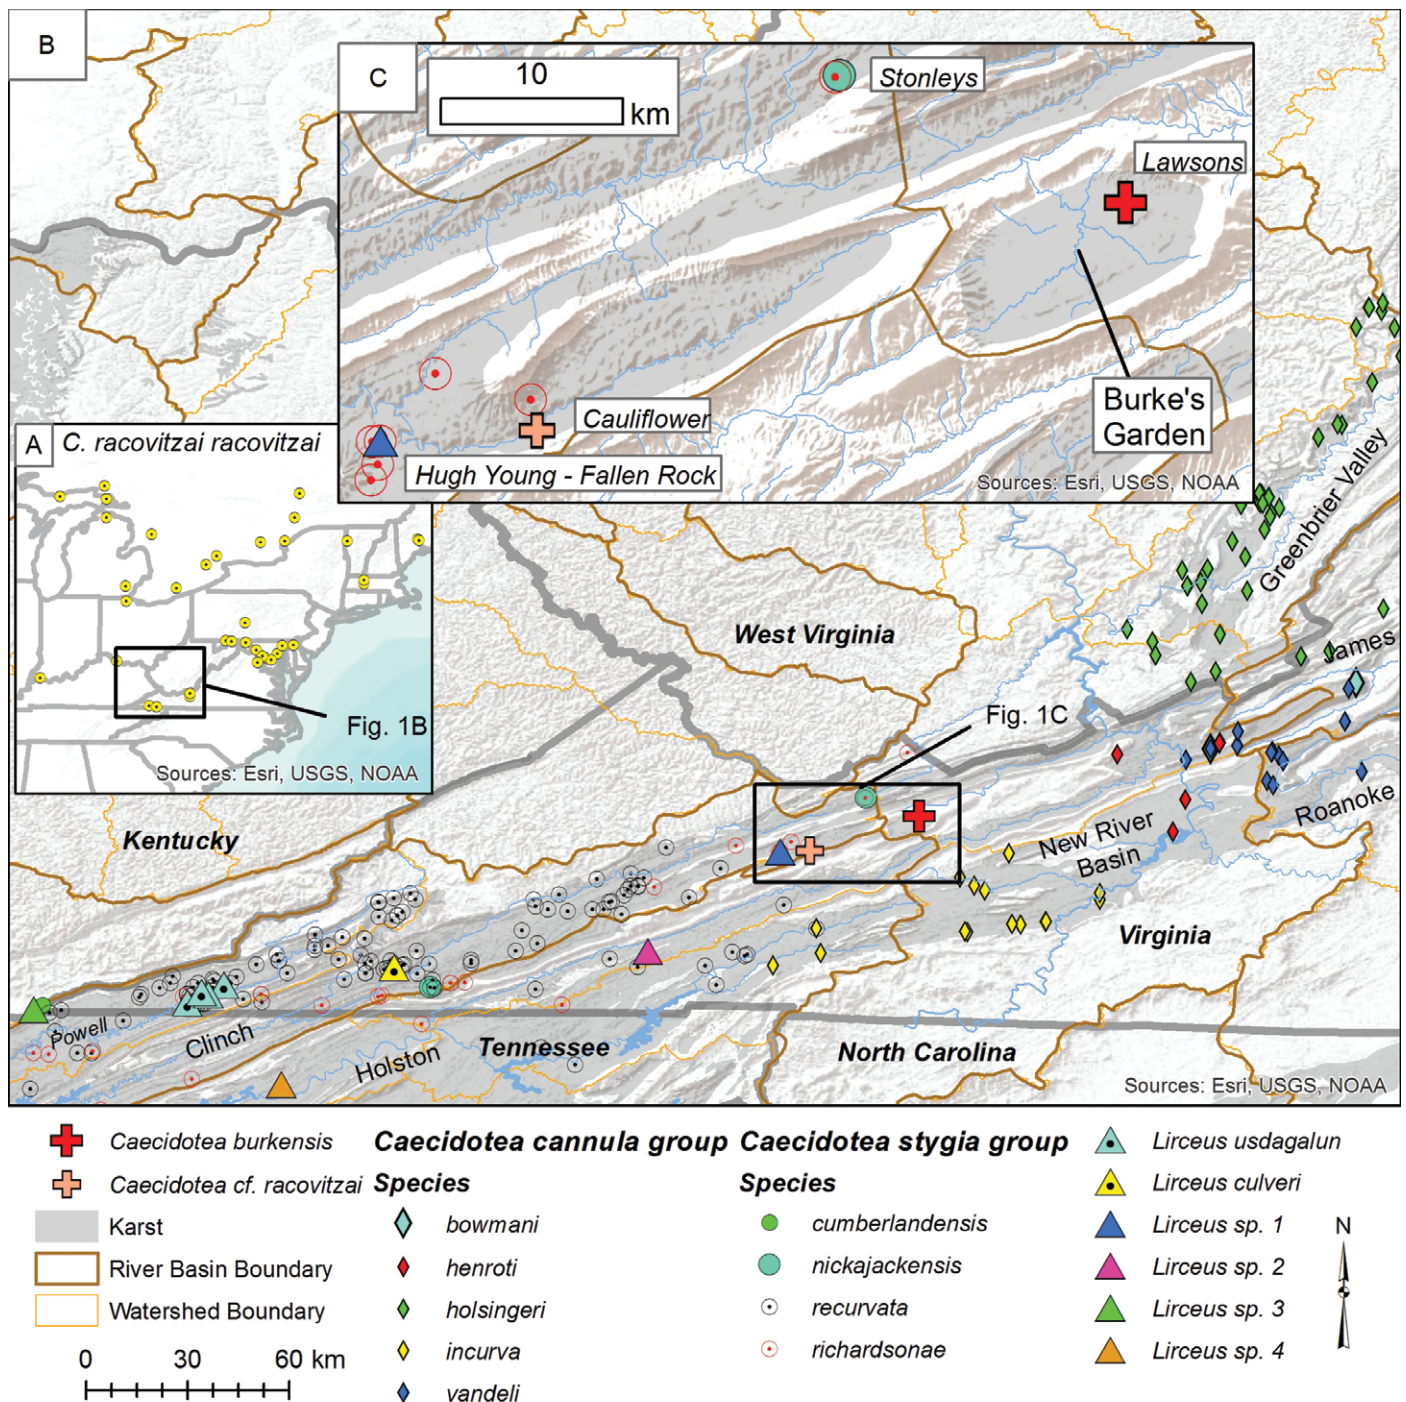 B
C
10
km
Stonleys
Lawsons
Cauliflower
Burke's
Garden
Hugh Young - Fallen Rock
Sources: Esri, USGS, NOAA
A
C. racovitzai racovitzai
Fig. 1B
Sources: Esri, USGS, NOAA
Greenbrier Valley
West Virginia
James
Fig. 1C
Roanoke
Kentucky
New River
Basin
Virginia
Powell
Clinch
Holston
Tennessee
North Carolina
Sources: Esri, USGS, NOAA
Caecidotea burkensis
Caecidotea cf. racovitzai
Karst
River Basin Boundary
Watershed Boundary
0 30 60 km
Caecidotea cannula group
Species
bowmani
henroti
holsingeri
incurva
vandeli
Caecidotea stygia group
Species
cumberlandensis
nickajackensis
recurvata
richardsonae
Lirceus usdagalun
Lirceus culveri
Lirceus sp. 1
Lirceus sp. 2
Lirceus sp. 3
Lirceus sp. 4
N